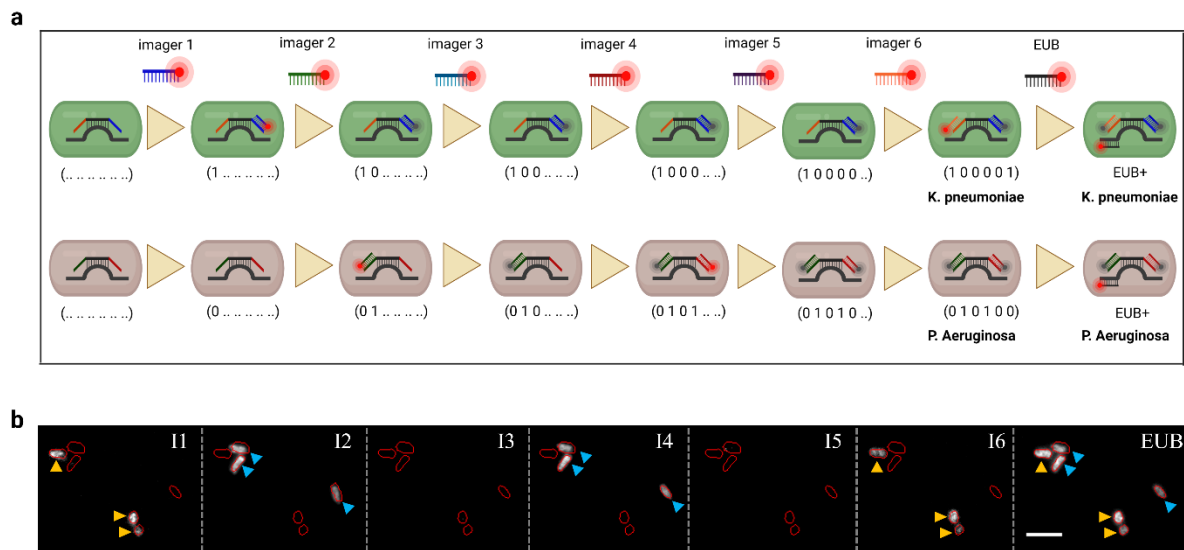 a
imager 1 imager 2 imager 3 imager 4 imager 5 imager 6 EUB
(.. .. .. .. .. ..) (1 .. .. .. .. ..) (1 0 .. .. .. ..) (1 0 0 .. .. ..) (1 0 0 0 .. ..) (1 0 0 0 0 ..) (1 0 0 0 0 1) EUB+
K. pneumoniae K. pneumoniae
(.. .. .. .. .. ..) (0 .. .. .. .. ..) (0 1 .. .. .. ..) (0 1 0 .. .. ..) (0 1 0 1 .. ..) (0 1 0 1 0 ..) (0 1 0 1 0 0) EUB+
P. Aeruginosa P. Aeruginosa
b
I1 I2 I3 I4 I5 I6 EUB